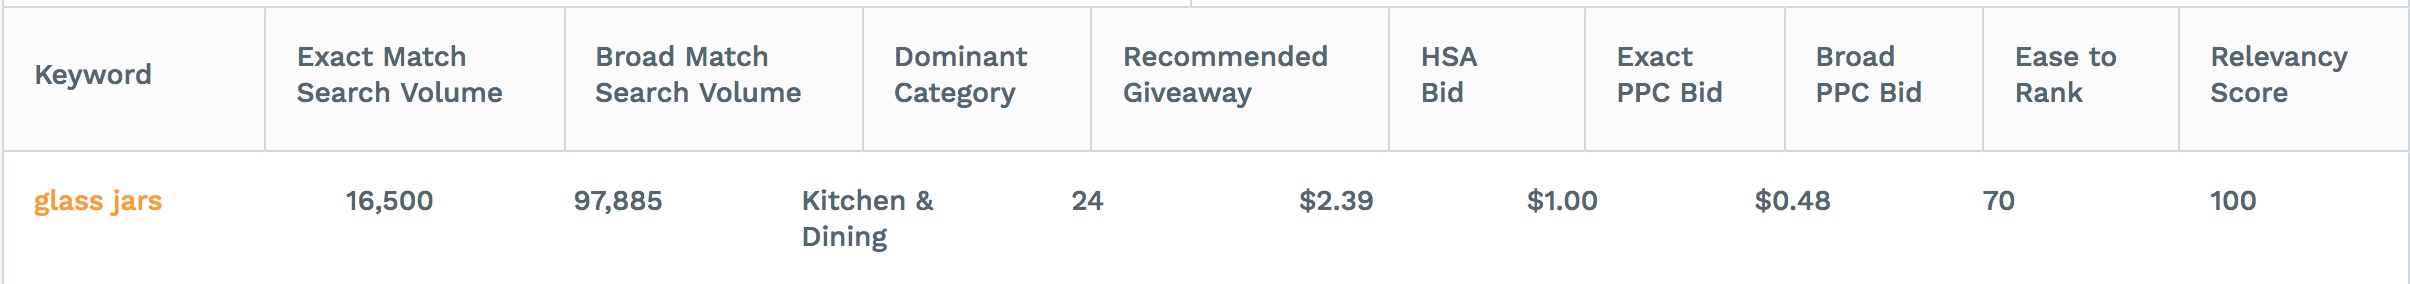 Keyword
Exact Match
Search Volume
Broad Match
Search Volume
Dominant
Category
Recommended
Giveaway
HSA
Bid
Exact
PPC Bid
Broad
PPC Bid
Ease to
Rank
Relevancy
Score
glass jars
16,500
97,885
Kitchen &
Dining
24
$2.39
$1.00
$0.48
70
100